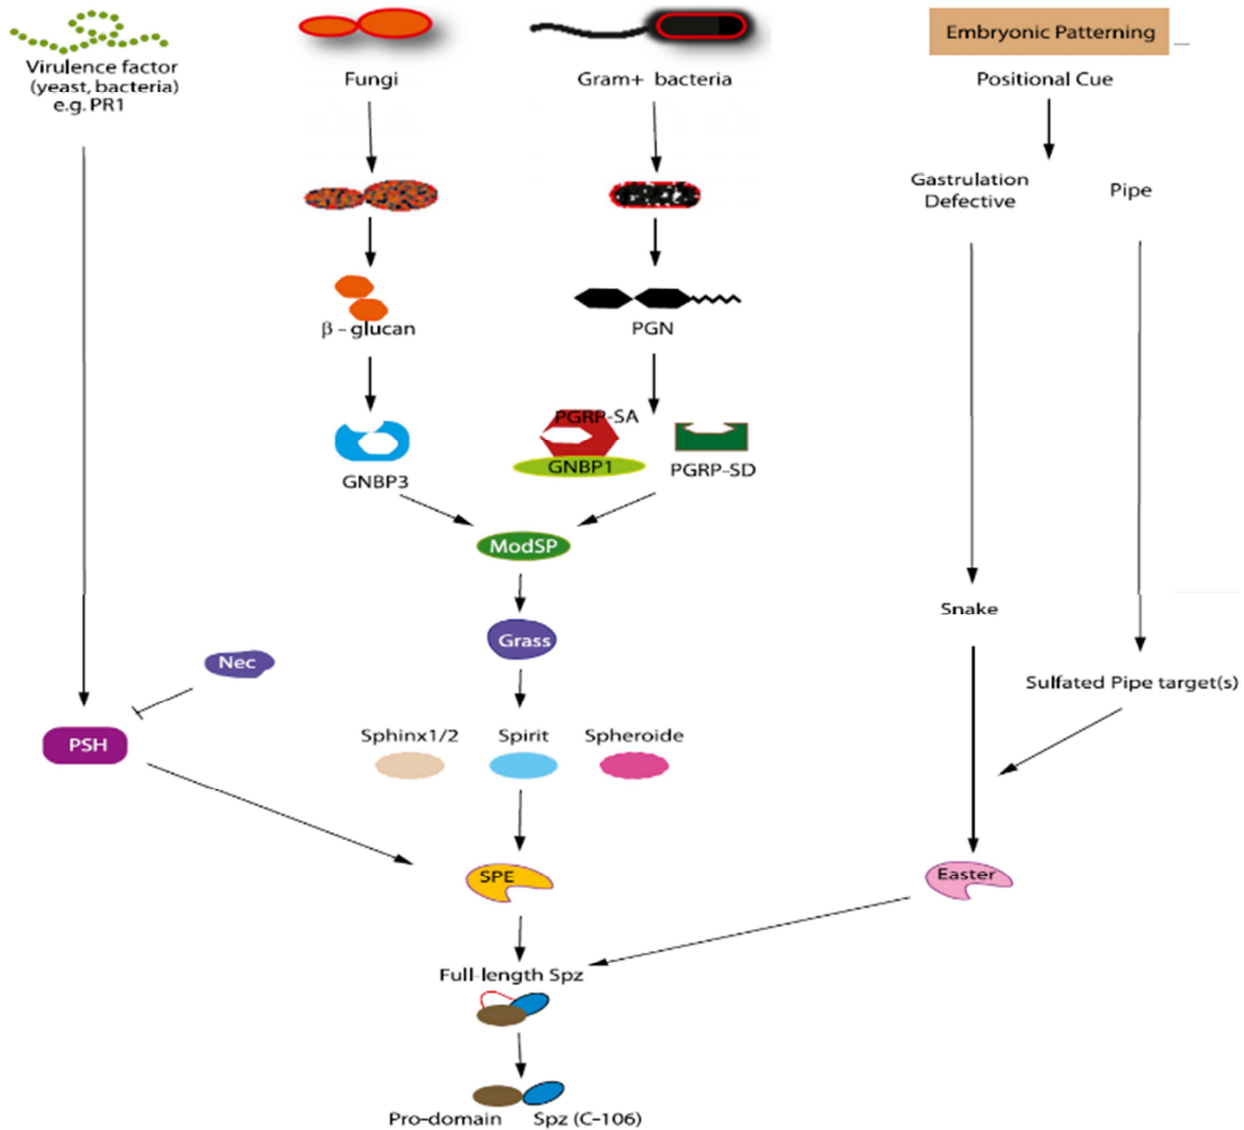 Virulence factor
(yeast, bacteria)
e.g. PR1
Fungi
Gram+ bacteria
Embryonic Patterning
Positional Cue
Gastrulation
Defective
Pipe
β - glucan
PGN
PGRP-SA
GNBP1
PGRP-SD
GNBP3
ModSP
Grass
Snake
Nec
Sulfated Pipe target(s)
PSH
Sphinx1/2
Spirit
Spheroide
SPE
Easter
Full-length Spz
Pro-domain
Spz (C-106)